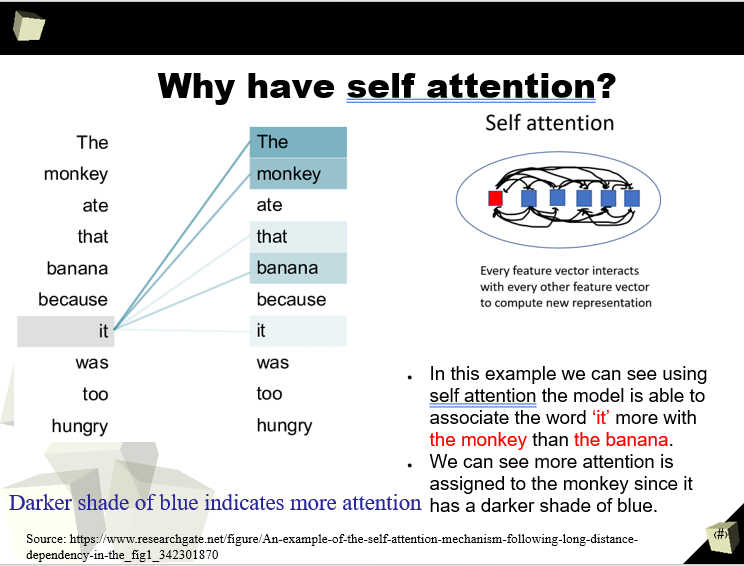 Why have self attention?
The
monkey
ate
that
banana
because
it
was
too
hungry
The
monkey
ate
that
banana
because
it
was
too
hungry
Darker shade of blue indicates more attention
Self attention
Every feature vector interacts
with every other feature vector
to compute new representation
• In this example we can see using
self attention the model is able to
associate the word ‘it’ more with
the monkey than the banana.
• We can see more attention is
assigned to the monkey since it
has a darker shade of blue.
Source: https://www.researchgate.net/figure/An-example-of-the-self-attention-mechanism-following-long-distance-
dependency-in-the_fig1_342301870
‹#›